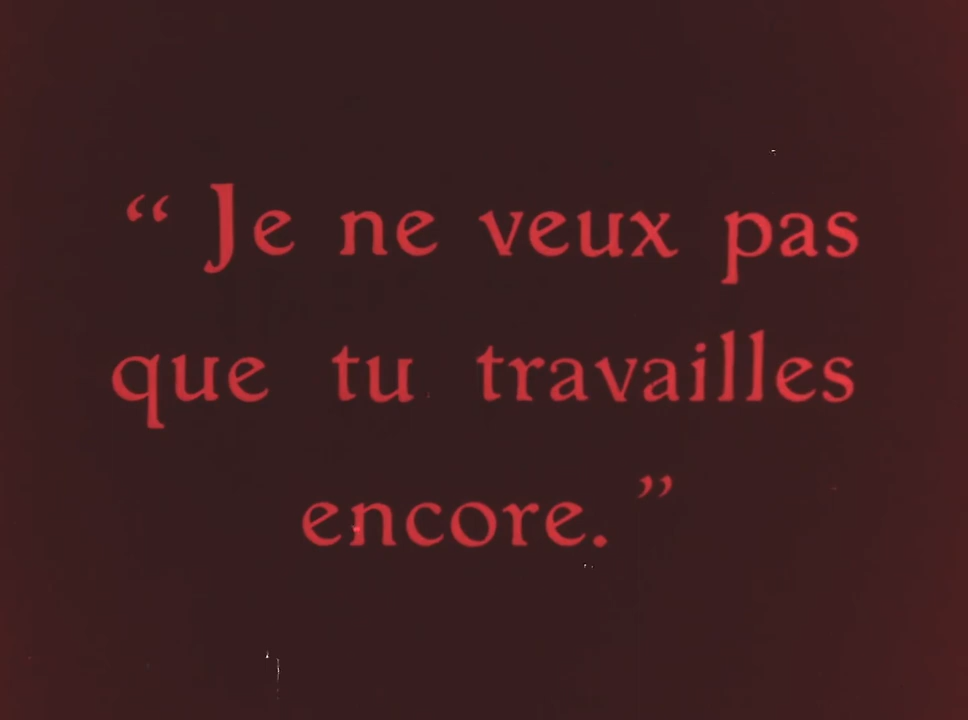 “ Je ne veux pas
que tu travailles
encore. ”